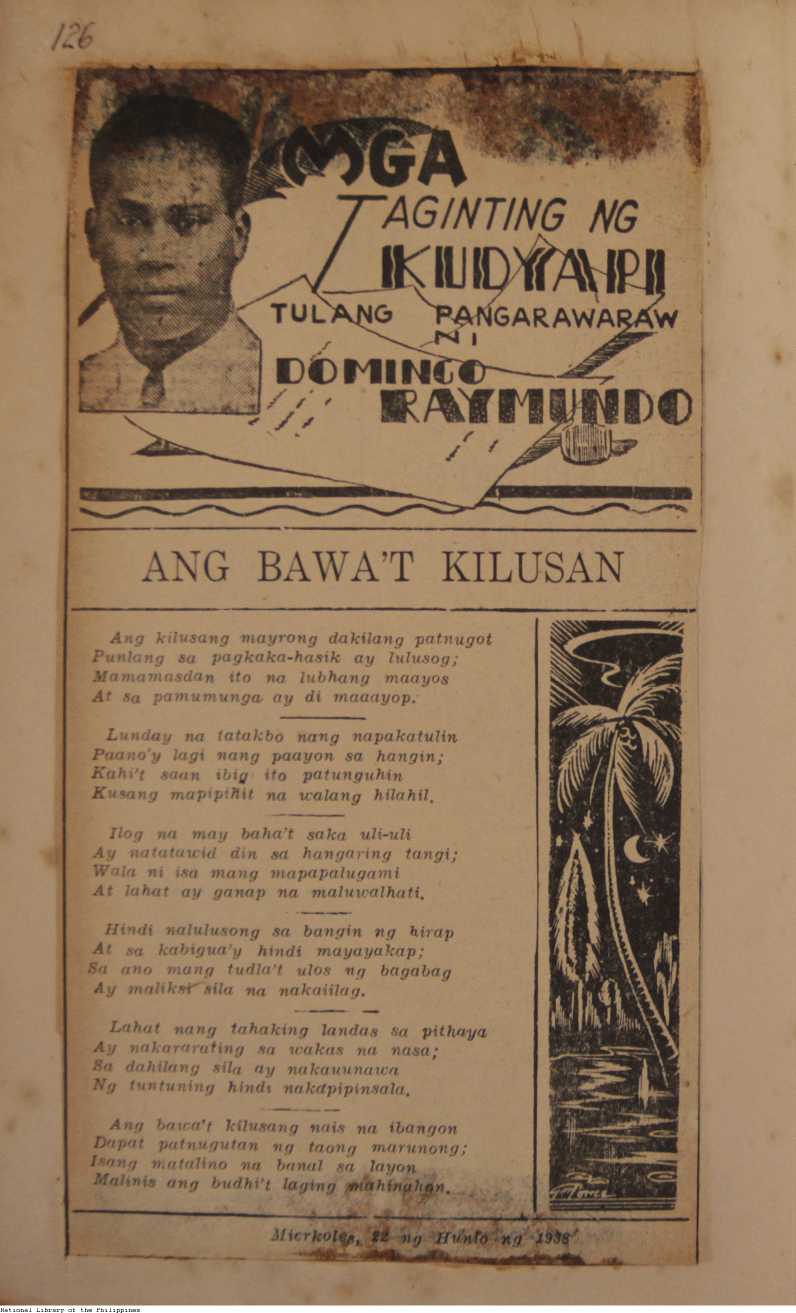 126
MGA
TAGINTING NG
KUDYAPI
TULANG PANGARAWARAW
NI
DOMINGO
RAYMUNDO
ANG BAWA'T KILUSAN
Ang kilusang mayrong dakilang patnugot
Punlang sa pagkaka-hasik ay lulusog;
Mamamasdan ito na lubhang maayos
At sa pamumunga ay di maaayop.
Lunday na tatakbo nang napakatulin
Paano'y lagi nang paayon sa hangin;
Kahi't saan ibig ito patunguhin
Kusang mapipihit na walang hilahil.
Ilog na may baha't saka uli-uli
Ay natatawid din sa hangaring tangi;
Wala ni isa mang mapapalugami
At lahat ay ganap na maluwalhati.
Hindi nalulusong sa bangin ng hirap
At sa kabigua'y hindi mayayakap;
Sa ano mang tudla't ulos ng bagabag
Ay maliksi sila na nakaiilag.
Lahat nang tahaking landas sa pithaya
Ay nakararating sa wakas na nasa;
Sa dahilang sila ay nakauunawa
Ng tuntuning hindi nakapipinsala.
Ang bawa't kilusang nais na ibangon
Dapat patnugutan ng taong marunong;
Isang matalino na banal sa layon
Malinis ang budhi't laging mahinahon.
Mierkoles, 22 ng Hunio ng 1938
National Library of the Philippines